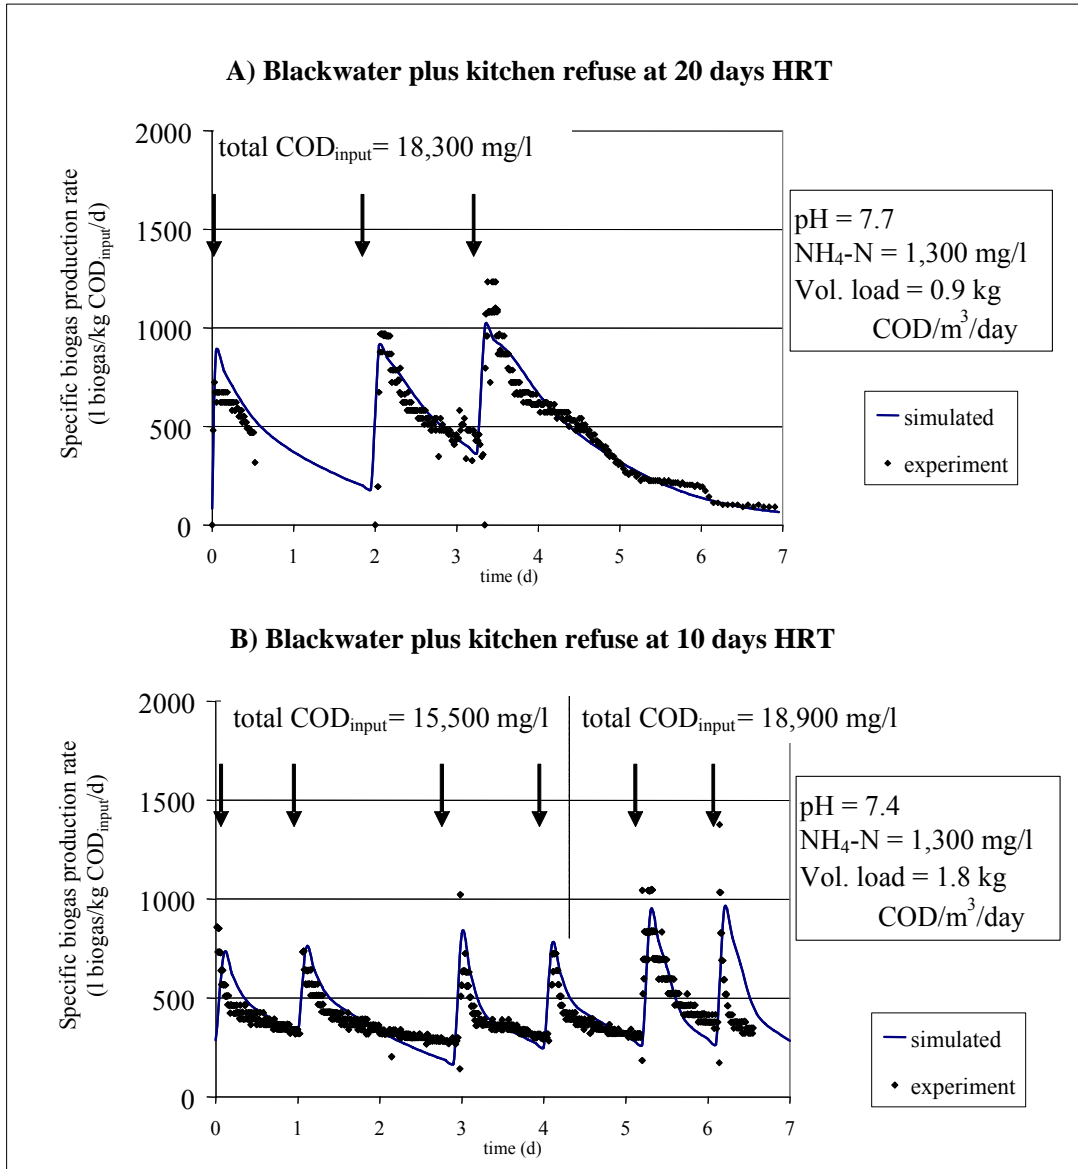 A) Blackwater plus kitchen refuse at 20 days HRT
Specific biogas production rate
(l biogas/kg COD_input/d)
2000
1500
1000
500
0
total COD_input= 18,300 mg/l
0 1 2 3 4 5 6 7
time (d)
pH = 7.7
NH4-N = 1,300 mg/l
Vol. load = 0.9 kg
COD/m³/day
simulated
experiment
B) Blackwater plus kitchen refuse at 10 days HRT
Specific biogas production rate
(l biogas/kg COD_input/d)
2000
1500
1000
500
0
total COD_input= 15,500 mg/l
total COD_input= 18,900 mg/l
0 1 2 3 4 5 6 7
time (d)
pH = 7.4
NH4-N = 1,300 mg/l
Vol. load = 1.8 kg
COD/m³/day
simulated
experiment